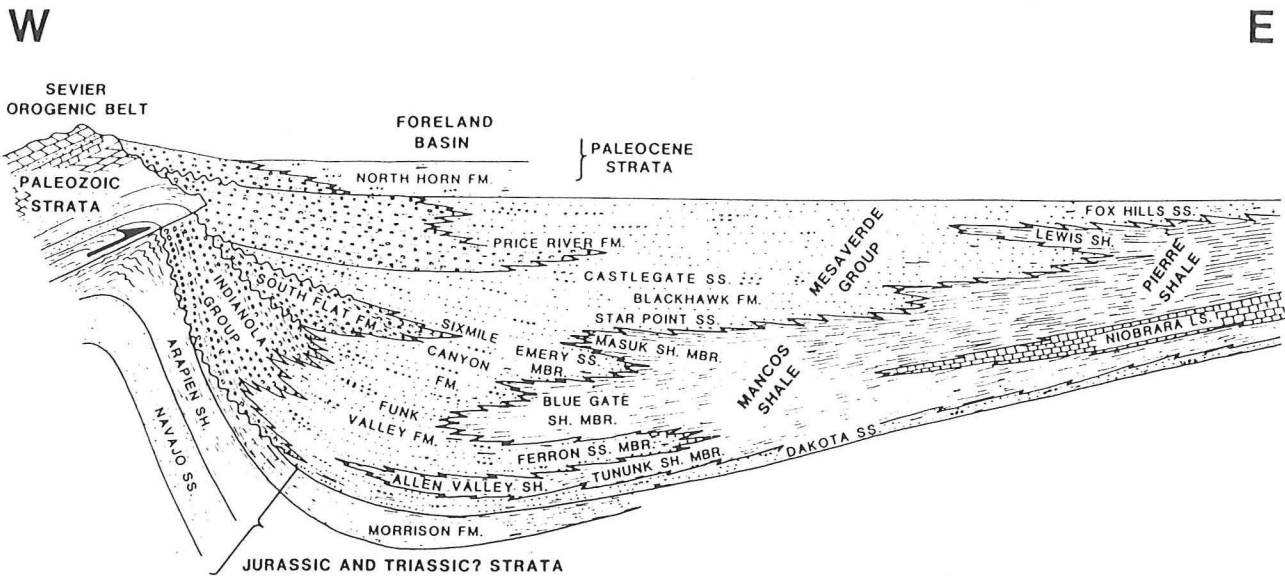 W
E
SEVIER
OROGENIC BELT
FORELAND
BASIN
PALEOCENE
STRATA
NORTH HORN FM.
PALEOZOIC
STRATA
FOX HILLS SS.
LEWIS SH.
PRICE RIVER FM.
MESAVERDE
GROUP
PIERRE
SHALE
CASTLEGATE SS.
BLACKHAWK FM.
STAR POINT SS.
SOUTH FLAT FM.
INDIANOLA
GROUP
SIXMILE
CANYON
FM.
EMERY SS.
MBR.
MASUK SH. MBR.
NIOBRARA LS.
MANCOS
SHALE
ARAPIEN SH.
NAVAJO SS.
FUNK
VALLEY FM.
BLUE GATE
SH. MBR.
FERRON SS. MBR.
DAKOTA SS.
ALLEN VALLEY SH.
TUNUNK SH. MBR.
MORRISON FM.
JURASSIC AND TRIASSIC? STRATA